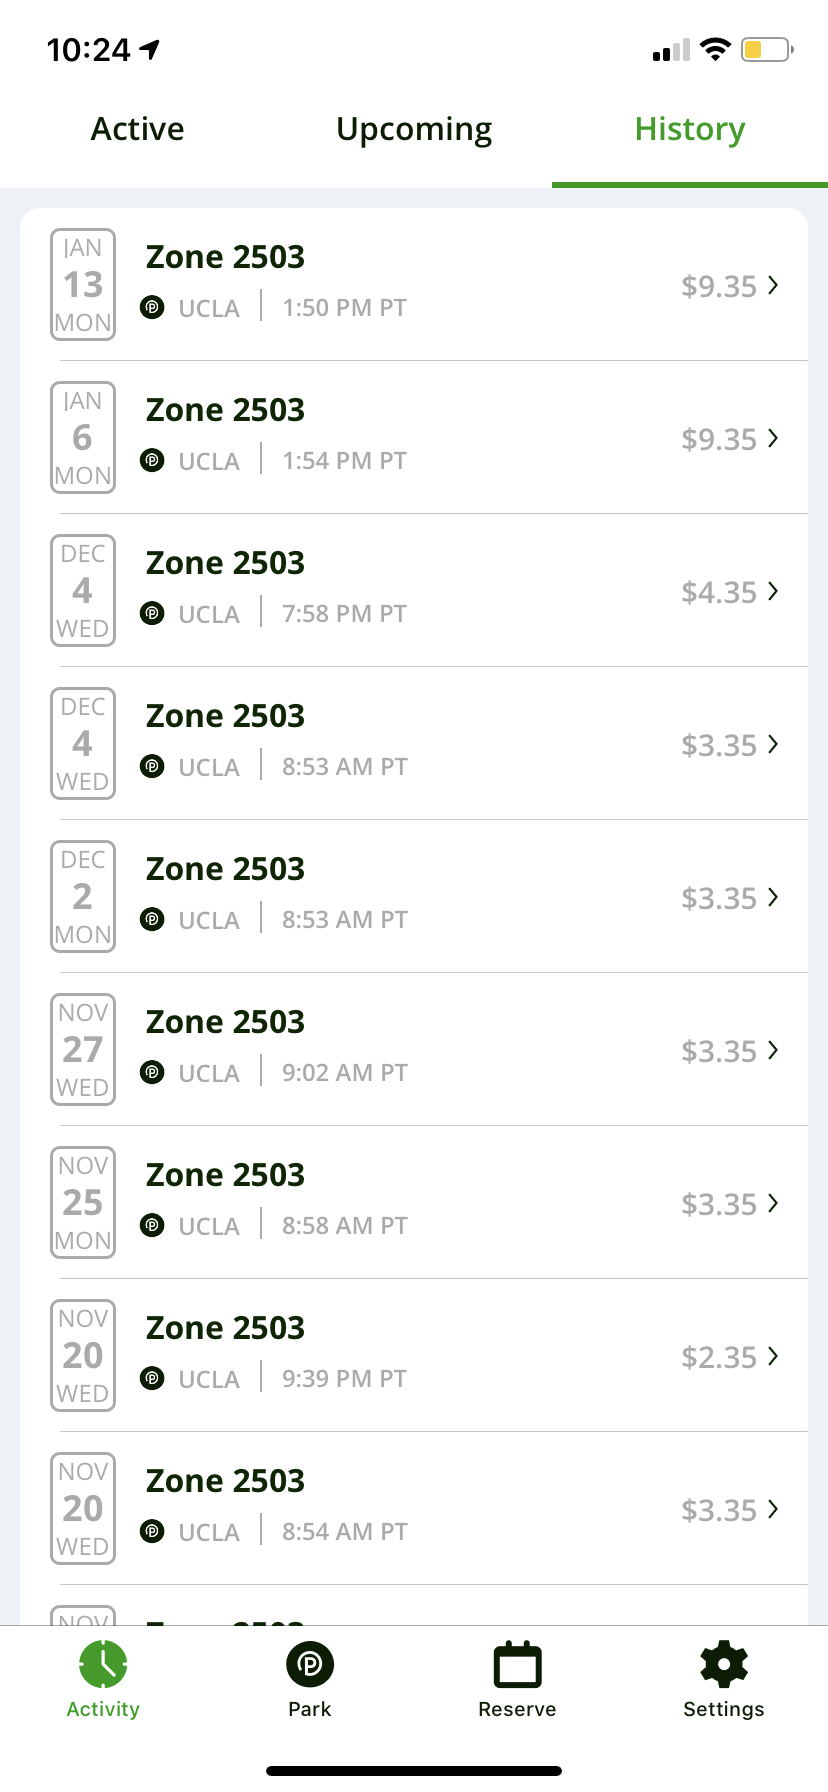 10:24
Active Upcoming History
JAN
13
MON
Zone 2503
UCLA | 1:50 PM PT
$9.35
JAN
6
MON
Zone 2503
UCLA | 1:54 PM PT
$9.35
DEC
4
WED
Zone 2503
UCLA | 7:58 PM PT
$4.35
DEC
4
WED
Zone 2503
UCLA | 8:53 AM PT
$3.35
DEC
2
MON
Zone 2503
UCLA | 8:53 AM PT
$3.35
NOV
27
WED
Zone 2503
UCLA | 9:02 AM PT
$3.35
NOV
25
MON
Zone 2503
UCLA | 8:58 AM PT
$3.35
NOV
20
WED
Zone 2503
UCLA | 9:39 PM PT
$2.35
NOV
20
WED
Zone 2503
UCLA | 8:54 AM PT
$3.35
NOV
Zone 2503
Activity Park Reserve Settings